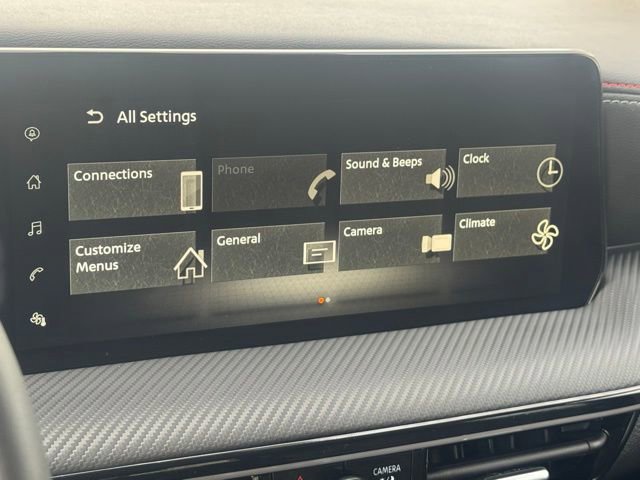 All Settings
Connections
Phone
Sound & Beeps
Clock
Customize
Menus
General
Camera
Climate
CAMERA